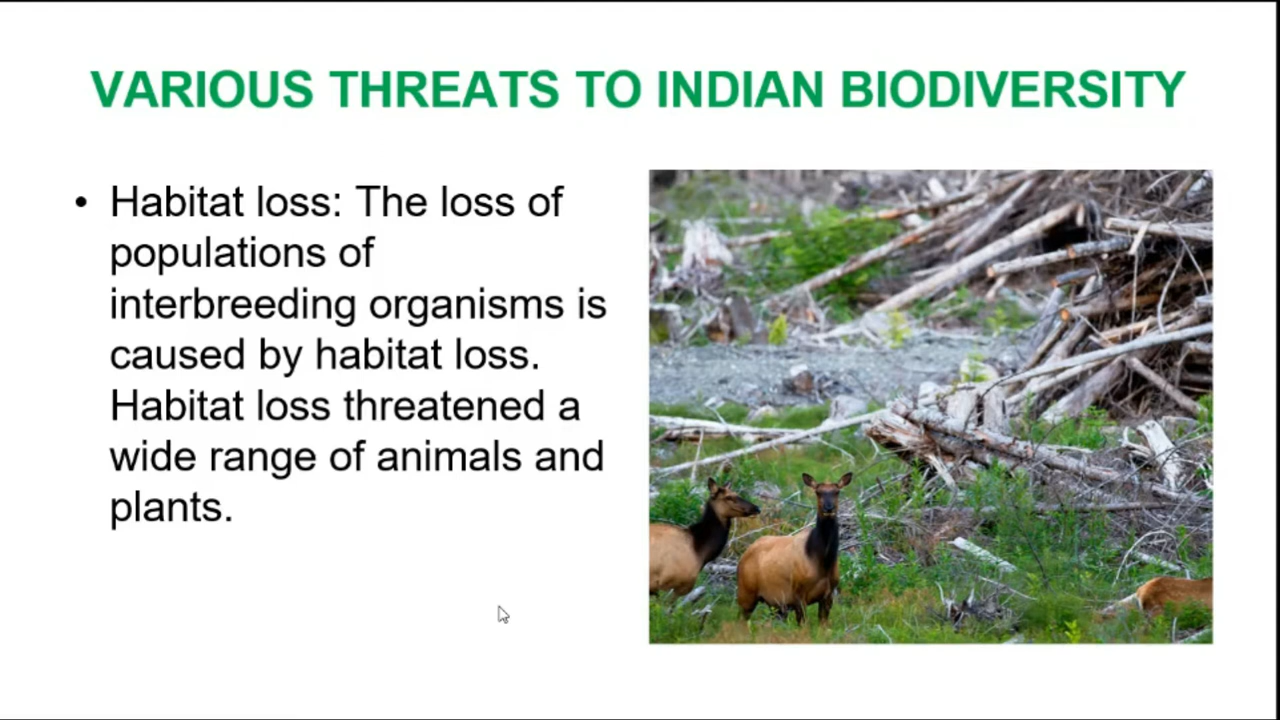 VARIOUS THREATS TO INDIAN BIODIVERSITY
• Habitat loss: The loss of
populations of
interbreeding organisms is
caused by habitat loss.
Habitat loss threatened a
wide range of animals and
plants.